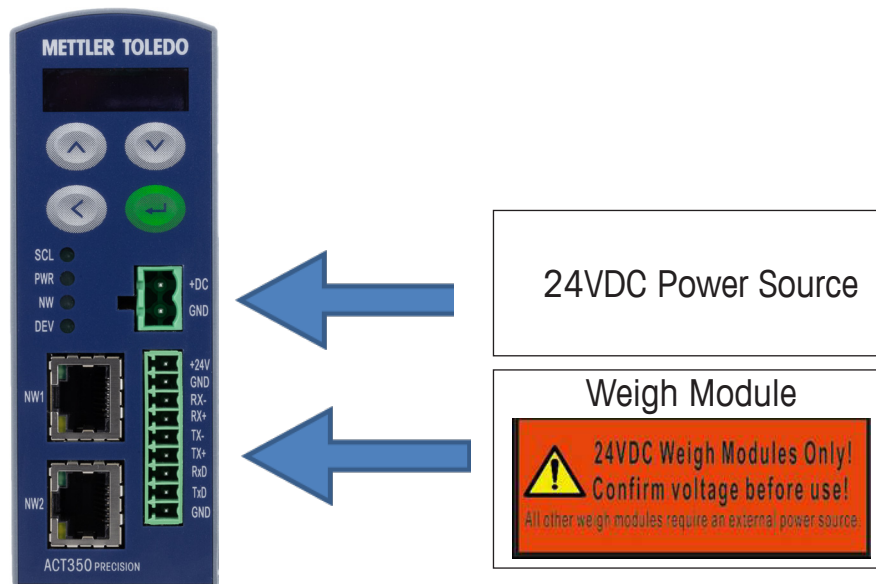 METTLER TOLEDO
SCL
PWR
NW
DEV
+DC
GND
NW1
NW2
+24V
GND
RX-
RX+
TX-
TX+
RxD
TxD
GND
ACT350 PRECISION
24VDC Power Source
Weigh Module
24VDC Weigh Modules Only!
Confirm voltage before use!
All other weigh modules require an external power source.